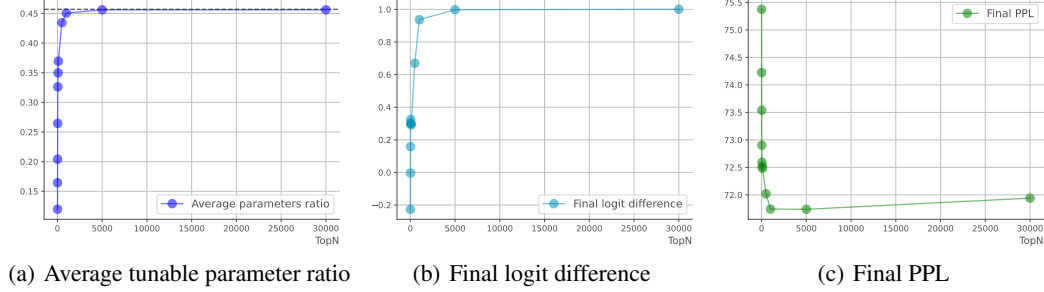 0.45
0.40
0.35
0.30
0.25
0.20
0.15
0 5000 10000 15000 20000 25000 30000
TopN
Average parameters ratio
(a) Average tunable parameter ratio
1.0
0.8
0.6
0.4
0.2
0.0
−0.2
0 5000 10000 15000 20000 25000 30000
TopN
Final logit difference
(b) Final logit difference
75.5
75.0
74.5
74.0
73.5
73.0
72.5
72.0
0 5000 10000 15000 20000 25000 30000
TopN
Final PPL
(c) Final PPL